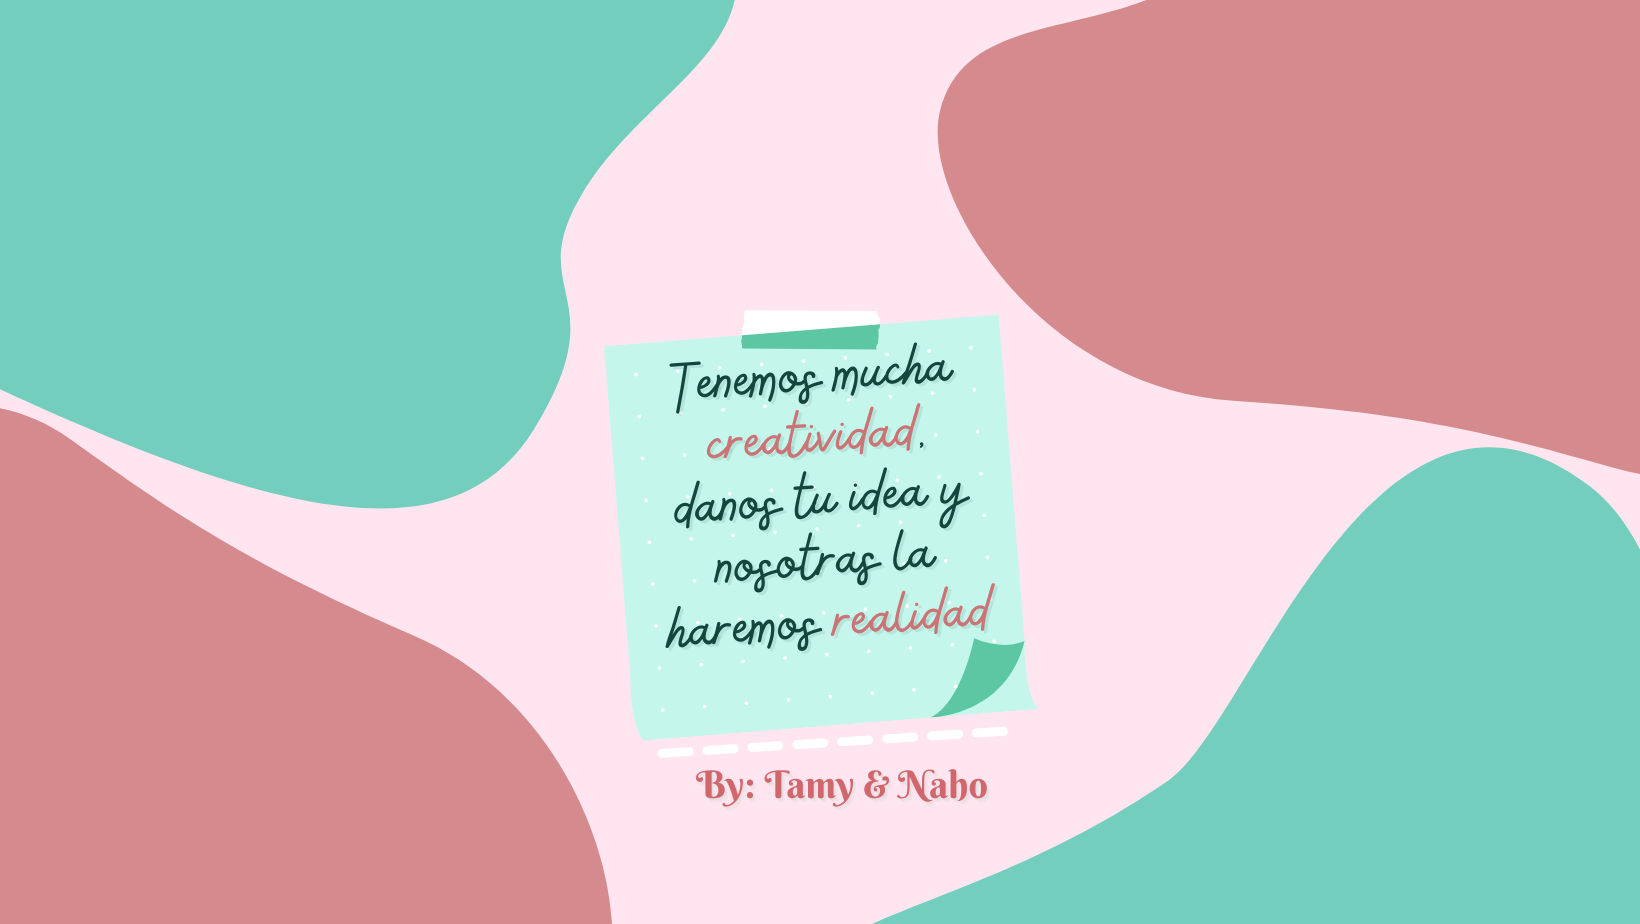 Tenemos mucha
creatividad,
danos tu idea y
nosotras la
haremos realidad
By: Tamy & Naho